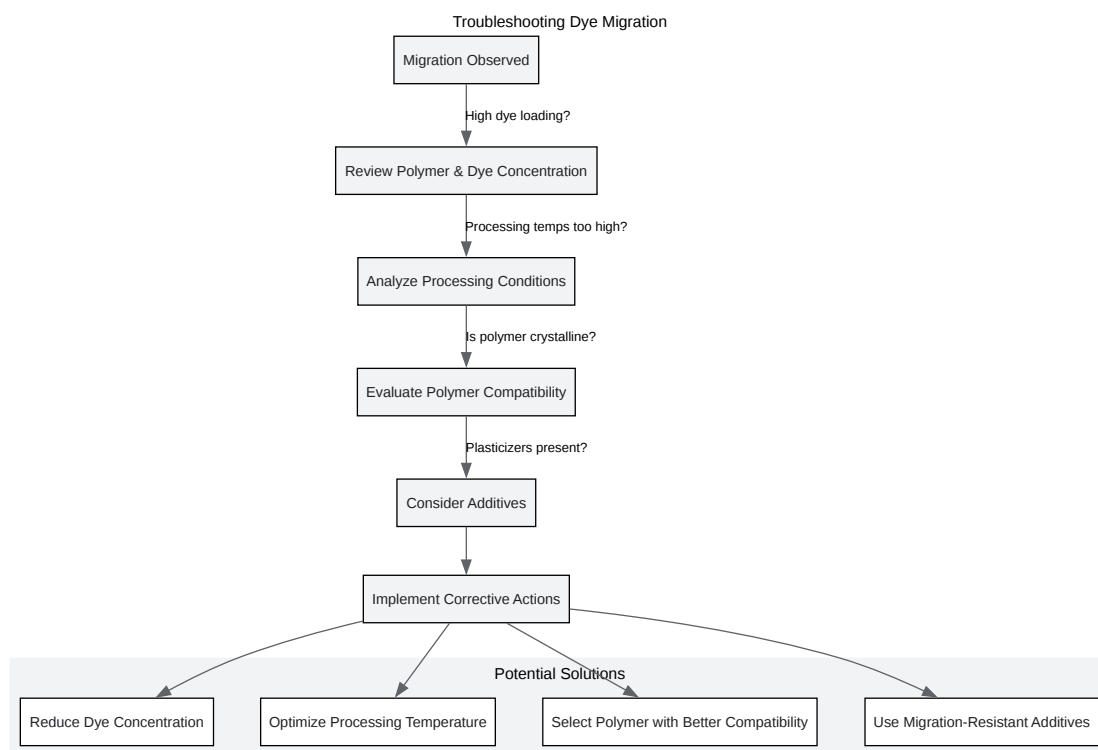 Troubleshooting Dye Migration
Migration Observed
High dye loading?
Review Polymer & Dye Concentration
Processing temps too high?
Analyze Processing Conditions
Is polymer crystalline?
Evaluate Polymer Compatibility
Plasticizers present?
Consider Additives
Implement Corrective Actions
Potential Solutions
Reduce Dye Concentration
Optimize Processing Temperature
Select Polymer with Better Compatibility
Use Migration-Resistant Additives